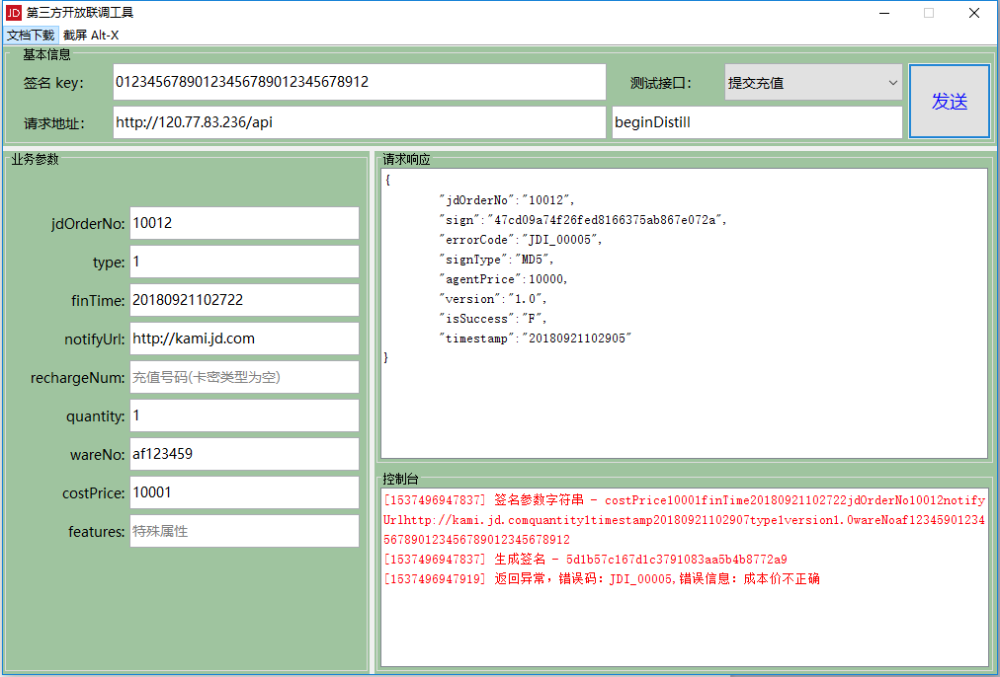 JD 第三方开放联调工具
文档下载 截屏 Alt-X
基本信息
签名 key: 01234567890123456789012345678912 测试接口: 提交充值
发送
请求地址: http://120.77.83.236/api beginDistill
业务参数
jdOrderNo: 10012
type: 1
finTime: 20180921102722
notifyUrl: http://kami.jd.com
rechargeNum: 充值号码(卡密类型为空)
quantity: 1
wareNo: af123459
costPrice: 10001
features: 特殊属性
请求响应
{
"jdOrderNo":"10012",
"sign":"47cd09a74f26fed8166375ab867e072a",
"errorCode":"JDI_00005",
"signType":"MD5",
"agentPrice":10000,
"version":"1.0",
"isSuccess":"F",
"timestamp":"20180921102905"
}
控制台
[1537496947837] 签名参数字符串 - costPrice10001finTime20180921102722jdOrderNo10012notify
Urlhttp://kami.jd.comquantity1timestamp20180921102907type1version1.0wareNoaf12345901234
567890123456789012345678912
[1537496947837] 生成签名 - 5d1b57c167d1c3791083aa5b4b8772a9
[1537496947919] 返回异常，错误码：JDI_00005,错误信息：成本价不正确